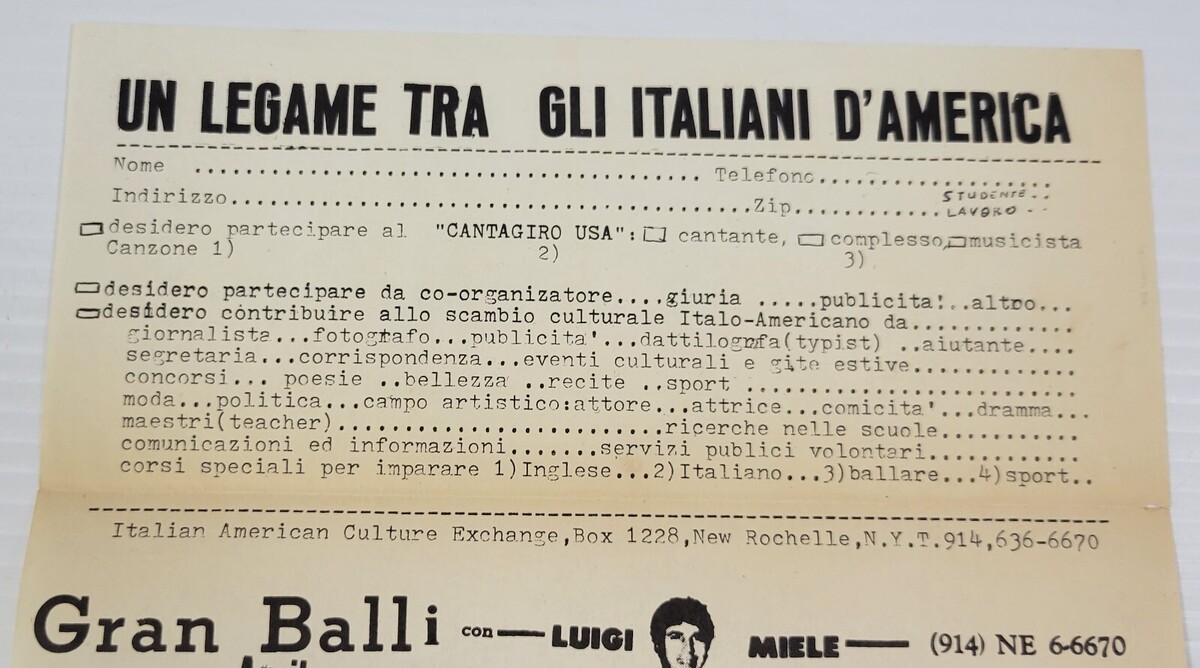 UN LEGAME TRA GLI ITALIANI D'AMERICA
Nome .......................................... Telefono...................
Indirizzo...........................................Zip............ STUDENTE..
LAVORO - -
desidero partecipare al "CANTAGIRO USA": cantante, complesso, musicista
Canzone 1) 2) 3)
desidero partecipare da co-organizatore....giuria .....publicita'..altro...
desidero contribuire allo scambio culturale Italo-Americano da............
giornalista...fotografo...publicita'...dattilografa(typist) ..aiutante....
segretaria...corrispondenza...eventi culturali e gite estive............
concorsi... poesie ..bellezza ..recite ..sport ........................
moda...politica...campo artistico:attore...attrice...comicita'...dramma...
maestri(teacher)........................ricerche nelle scuole..........
comunicazioni ed informazioni.......servizi publici volontari...........
corsi speciali per imparare 1)Inglese...2)Italiano...3)ballare...4)sport..
Italian American Culture Exchange,Box 1228,New Rochelle,N.Y.T.914,636-6670
Gran Balli con LUIGI MIELE (914) NE 6-6670